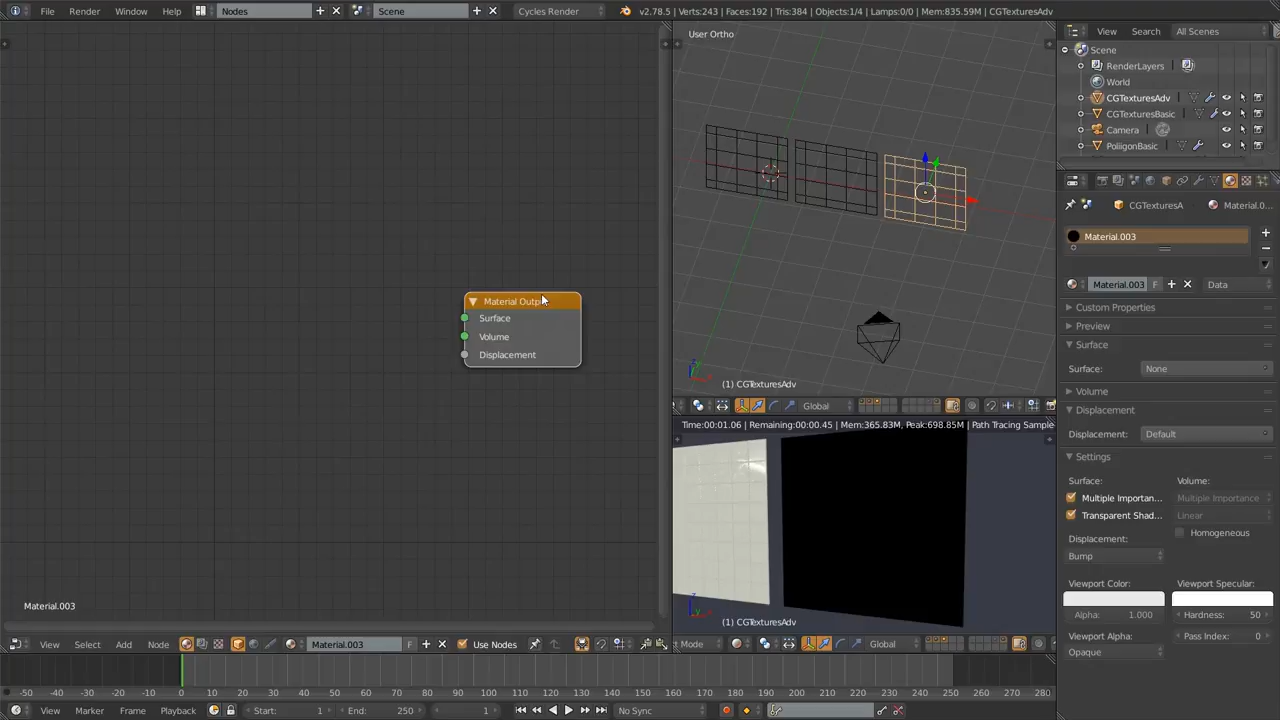 File Render Window Help Nodes Scene Cycles Render v2.78.5 | Verts:243 | Faces:192 | Tris:384 | Objects:1/4 | Lamps:0/0 | Mem:835.59M | CGTexturesAdv
User Ortho
View Search All Scenes
Scene
RenderLayers
World
CGTexturesAdv
CGTexturesBasic
Camera
PoliigonBasic
CGTexturesA Material.0...
Material.003
Material.003 F Data
Custom Properties
Preview
Surface
Surface: None
Volume
Displacement
Displacement: Default
Settings
Surface: Volume:
Multiple Importan... Multiple Importance
Transparent Shad... Linear
Displacement: Homogeneous
Bump
Viewport Color: Viewport Specular:
Alpha: 1.000 Hardness: 50
Viewport Alpha: Pass Index: 0
Opaque
Material Outp
Surface
Volume
Displacement
(1) CGTexturesAdv
Global
Time:00:01.06 | Remaining:00:00.45 | Mem:365.83M, Peak:698.85M | Path Tracing Sample
(1) CGTexturesAdv
Mode Global
Material.003
View Select Add Node Material.003 Use Nodes
-50 -40 -30 -20 -10 0 10 20 30 40 50 60 70 80 90 100 110 120 130 140 150 160 170 180 190 200 210 220 230 240 250 260 270 280
View Marker Frame Playback Start: 1 End: 250 1 No Sync